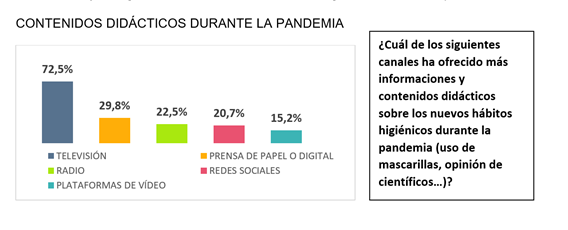 CONTENIDOS DIDÁCTICOS DURANTE LA PANDEMIA
72,5%
29,8%
22,5%
20,7%
15,2%
TELEVISIÓN
PRENSA DE PAPEL O DIGITAL
RADIO
REDES SOCIALES
PLATAFORMAS DE VÍDEO
¿Cuál de los siguientes
canales ha ofrecido más
informaciones y
contenidos didácticos
sobre los nuevos hábitos
higiénicos durante la
pandemia (uso de
mascarillas, opinión de
científicos...)?